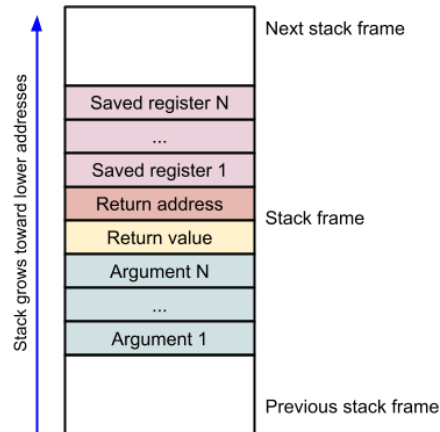 Next stack frame
Stack grows toward lower addresses
Saved register N
...
Saved register 1
Return address
Stack frame
Return value
Argument N
...
Argument 1
Previous stack frame